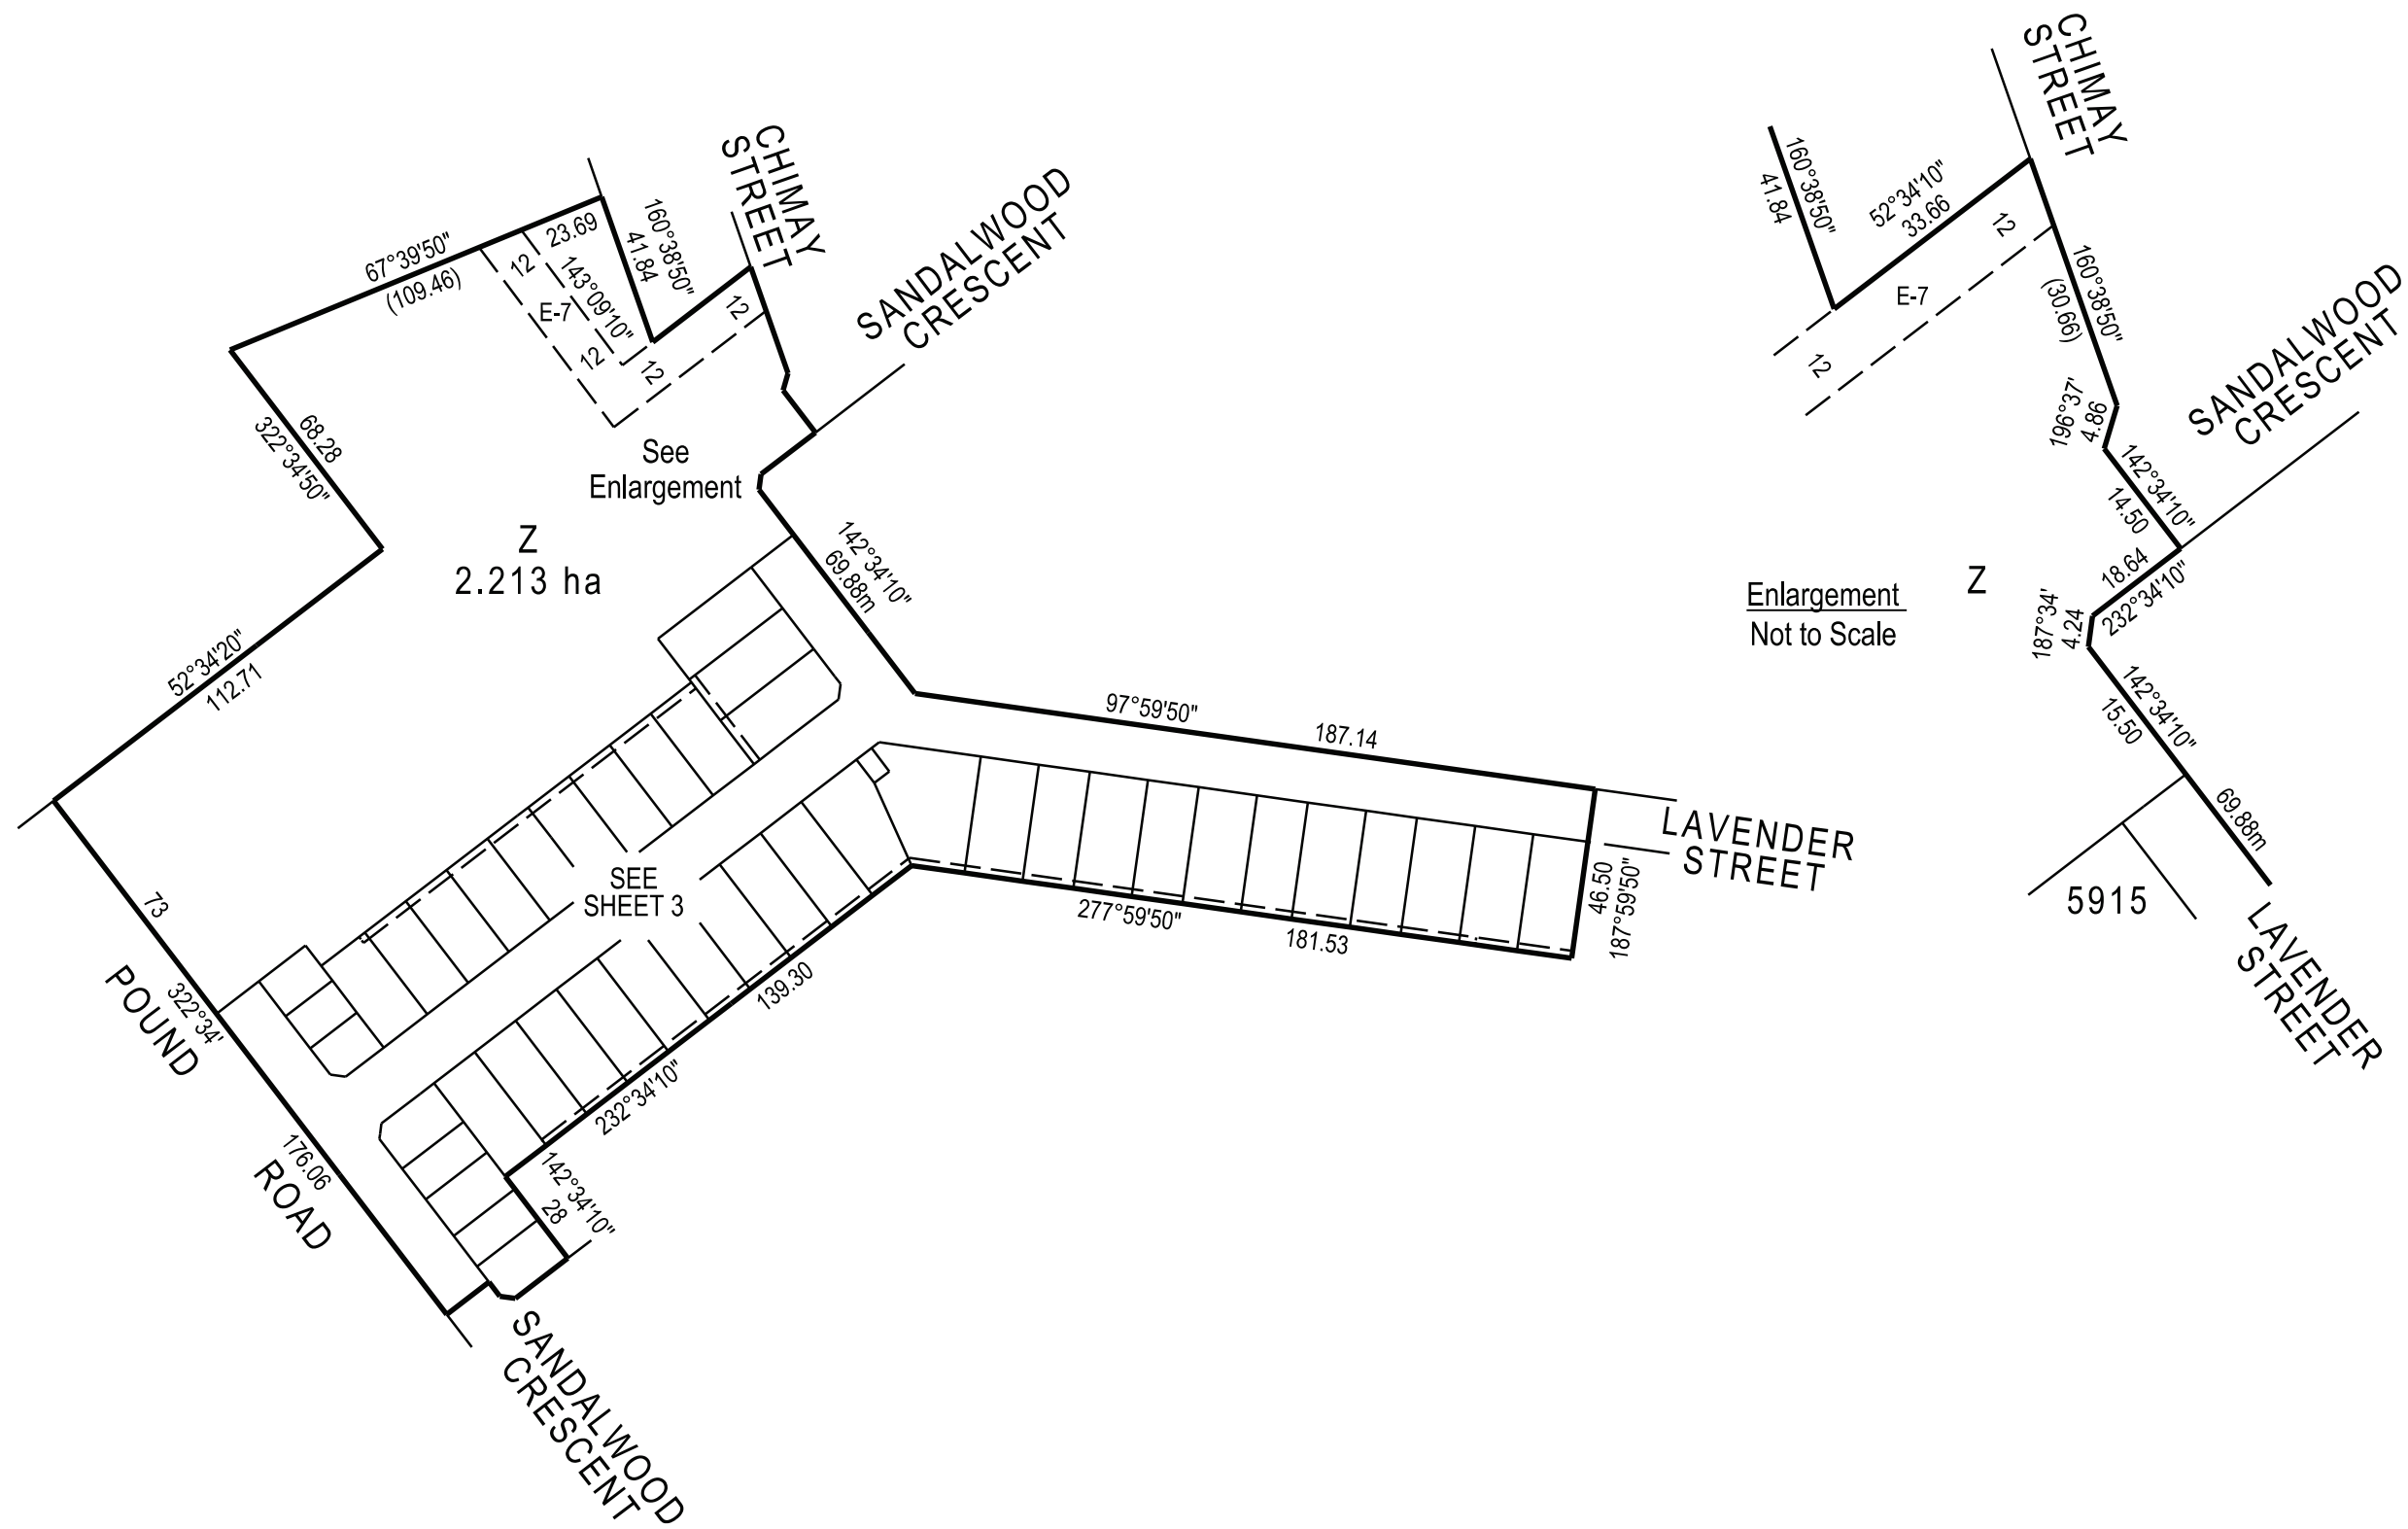 CHIMAY
STREET
SANDALWOOD
CRESCENT
67°39'50"
(109.46)
23.69
12
143°09'10"
E-7
12
160°38'50"
41.84
12
12
68.28
322°34'50"
See
Enlargement
Z
2.213 ha
142°34'10"
69.88m
52°34'20"
112.71
97°59'50"
187.14
LAVENDER
STREET
46.50
187°59'50"
SEE
SHEET 3
277°59'50"
181.53
139.30
232°34'10"
73
322°34'
POUND
176.06
ROAD
142°34'10"
28
SANDALWOOD
CRESCENT
CHIMAY
STREET
160°38'50"
41.84
52°34'10"
33.66
12
E-7
12
160°38'50"
(30.66)
SANDALWOOD
CRESCENT
196°37'
4.86
142°34'10"
14.50
Enlargement
Not to Scale
Z
18.64
232°34'10"
187°34'
4.24
142°34'10"
15.50
69.88m
5915
LAVENDER
STREET